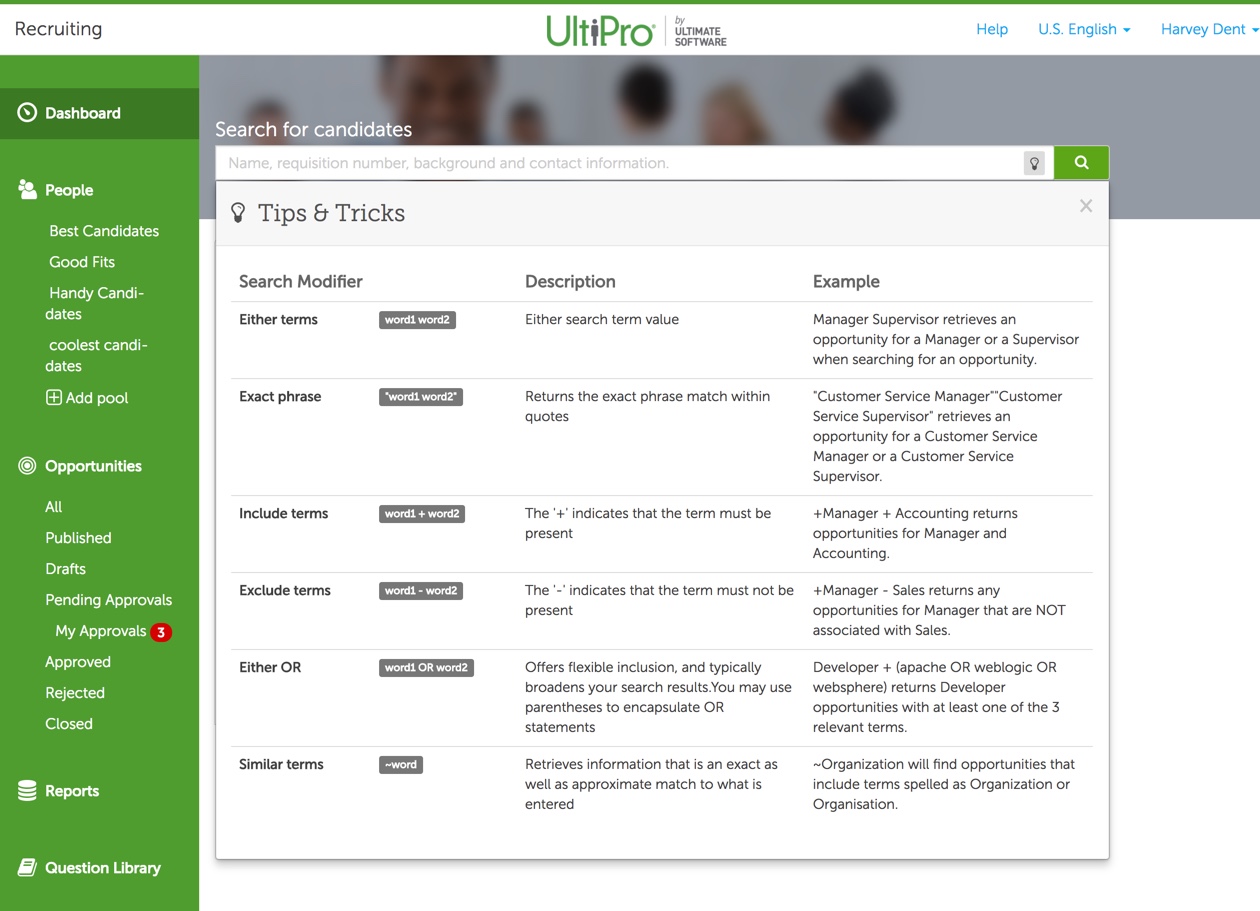 Recruiting
UltiPro
by
ULTIMATE
SOFTWARE
Help
U.S. English
Harvey Dent
Dashboard
People
Best Candidates
Good Fits
Handy Candi-
dates
coolest candi-
dates
Add pool
Opportunities
All
Published
Drafts
Pending Approvals
My Approvals 3
Approved
Rejected
Closed
Reports
Question Library
Search for candidates
Name, requisition number, background and contact information.
Tips & Tricks
×
Search Modifier
Description
Example
Either terms
word1 word2
Either search term value
Manager Supervisor retrieves an
opportunity for a Manager or a Supervisor
when searching for an opportunity.
Exact phrase
"word1 word2"
Returns the exact phrase match within
quotes
"Customer Service Manager""Customer
Service Supervisor" retrieves an
opportunity for a Customer Service
Manager or a Customer Service
Supervisor.
Include terms
word1 + word2
The '+' indicates that the term must be
present
+Manager + Accounting returns
opportunities for Manager and
Accounting.
Exclude terms
word1 - word2
The '-' indicates that the term must not be
present
+Manager - Sales returns any
opportunities for Manager that are NOT
associated with Sales.
Either OR
word1 OR word2
Offers flexible inclusion, and typically
broadens your search results.You may use
parentheses to encapsulate OR
statements
Developer + (apache OR weblogic OR
websphere) returns Developer
opportunities with at least one of the 3
relevant terms.
Similar terms
~word
Retrieves information that is an exact as
well as approximate match to what is
entered
~Organization will find opportunities that
include terms spelled as Organization or
Organisation.